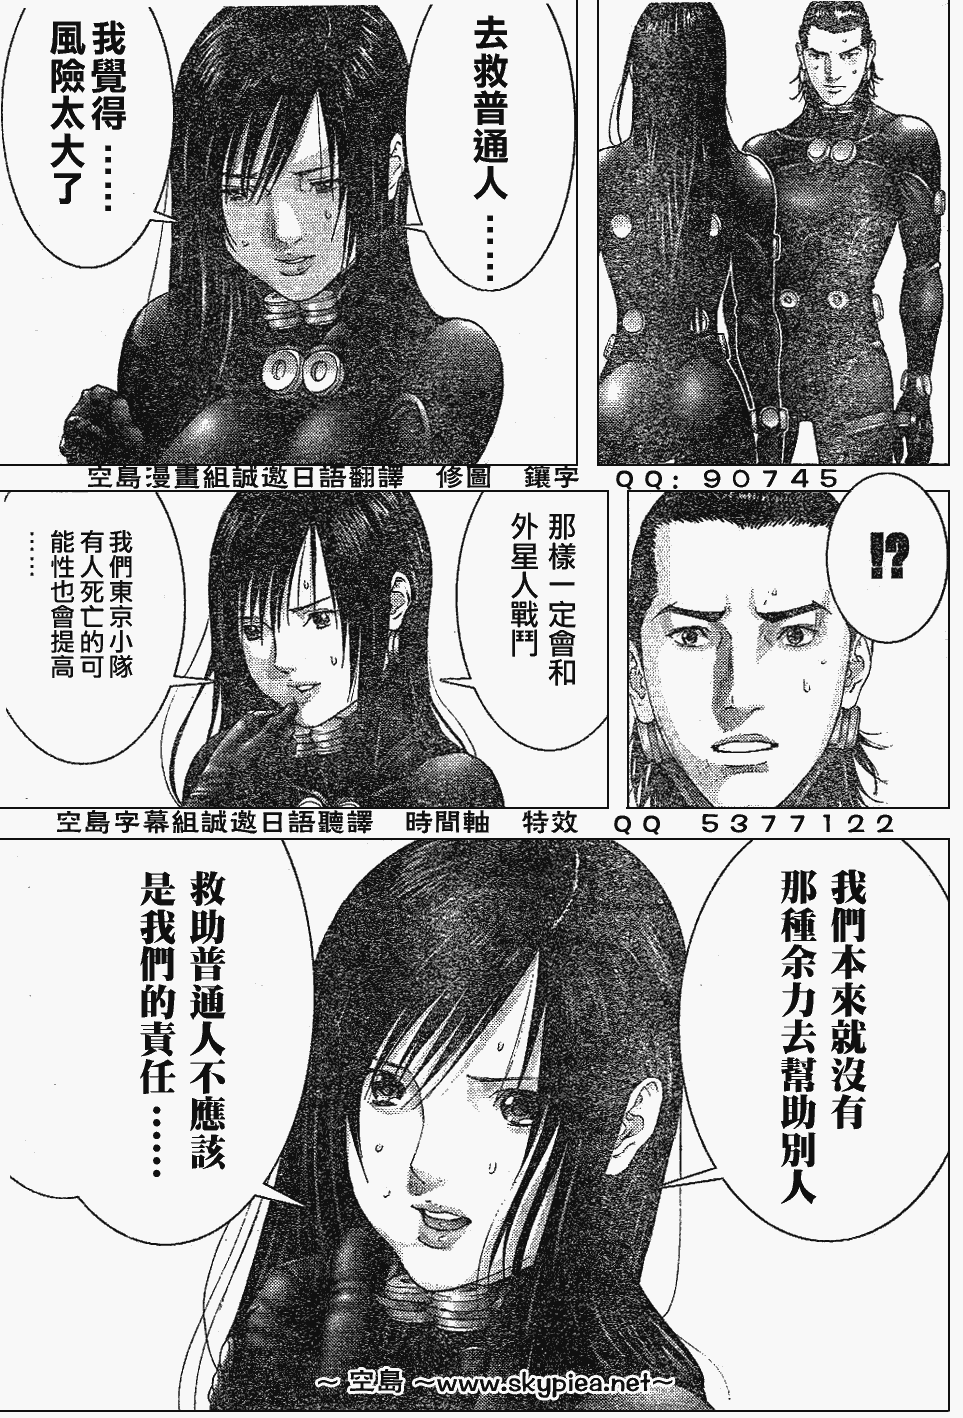 去救普通人……
我覺得……
風險太大了
空島漫畫組誠邀日語翻譯 修圖 鑲字 QQ: 90745
!?
那樣一定會和
外星人戰鬥
我們東京小隊
有人死亡的可
能性也會提高
……
空島字幕組誠邀日語聽譯 時間軸 特效 QQ 5377122
我們本來就沒有
那種余力去幫助別人
救助普通人不應該
是我們的責任……
～ 空島 ～www.skypiea.net～